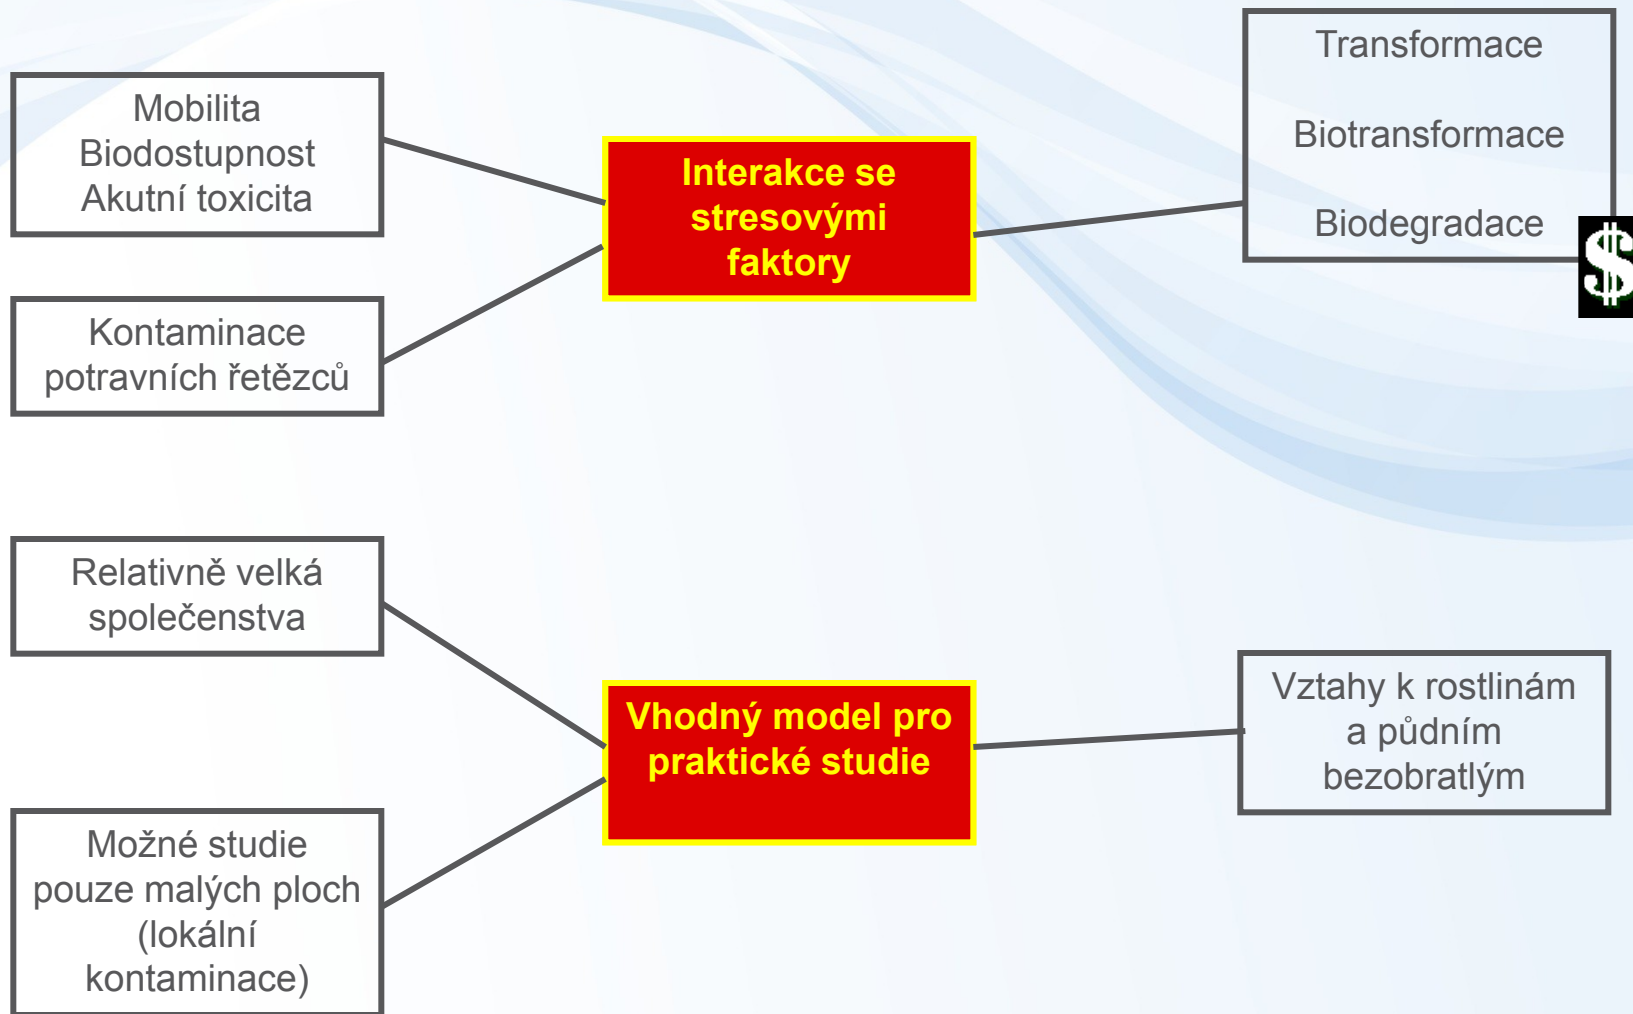 Mobilita
Biodostupnost
Akutní toxicita
Kontaminace
potravních řetězců
Interakce se
stresovými
faktory
Transformace
Biotransformace
Biodegradace
$
Relativně velká
společenstva
Možné studie
pouze malých ploch
(lokální
kontaminace)
Vhodný model pro
praktické studie
Vztahy k rostlinám
a půdním
bezobratlým